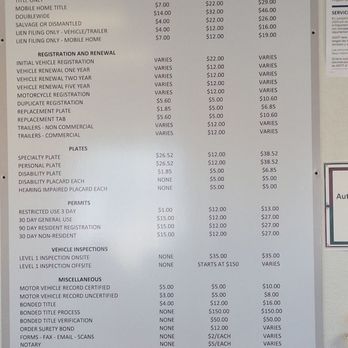 TITLE ONLY $7.00 $22.00 $29.00
MOBILE HOME TITLE $14.00 $32.00 $46.00
DOUBLEWIDE $4.00 $22.00 $26.00
SALVAGE OR DISMANTLED $4.00 $12.00 $16.00
LIEN FILING ONLY - VEHICLE/TRAILER $7.00 $12.00 $19.00
LIEN FILING ONLY - MOBILE HOME
REGISTRATION AND RENEWAL
INITIAL VEHICLE REGISTRATION VARIES $22.00 VARIES
VEHICLE RENEWAL ONE YEAR VARIES $12.00 VARIES
VEHICLE RENEWAL TWO YEAR VARIES $12.00 VARIES
VEHICLE RENEWAL FIVE YEAR VARIES $12.00 VARIES
MOTORCYCLE REGISTRATION VARIES $12.00 VARIES
DUPLICATE REGISTRATION $5.60 $5.00 $10.60
REPLACEMENT PLATE $1.85 $5.00 $6.85
REPLACEMENT TAB $5.60 $5.00 $10.60
TRAILERS - NON COMMERCIAL VARIES $12.00 VARIES
TRAILERS - COMMERCIAL VARIES $12.00 VARIES
PLATES
SPECIALTY PLATE $26.52 $12.00 $38.52
PERSONAL PLATE $26.52 $12.00 $38.52
DISABILITY PLATE $1.85 $5.00 $6.85
DISABILITY PLACARD EACH NONE $5.00 $5.00
HEARING IMPAIRED PLACARD EACH NONE $5.00 $5.00
PERMITS
RESTRICTED USE 3 DAY $1.00 $12.00 $13.00
30 DAY GENERAL USE $15.00 $12.00 $27.00
90 DAY RESIDENT REGISTRATION $15.00 $12.00 $27.00
30 DAY NON-RESIDENT $15.00 $12.00 $27.00
VEHICLE INSPECTIONS
LEVEL 1 INSPECTION ONSITE NONE $35.00 $35.00
LEVEL 1 INSPECTION OFFSITE NONE STARTS AT $150 VARIES
MISCELLANEOUS
MOTOR VEHICLE RECORD CERTIFIED $5.00 $5.00 $10.00
MOTOR VEHICLE RECORD UNCERTIFIED $3.00 $5.00 $8.00
BONDED TITLE $4.00 $12.00 $16.00
BONDED TITLE PROCESS NONE $150.00 $150.00
BONDED TITLE VERIFICATION NONE $50.00 $50.00
ORDER SURETY BOND NONE $12.00 VARIES
FORMS - FAX - EMAIL - SCANS NONE $2/EACH VARIES
NOTARY NONE $5/EACH VARIES
SERVIC
Aut